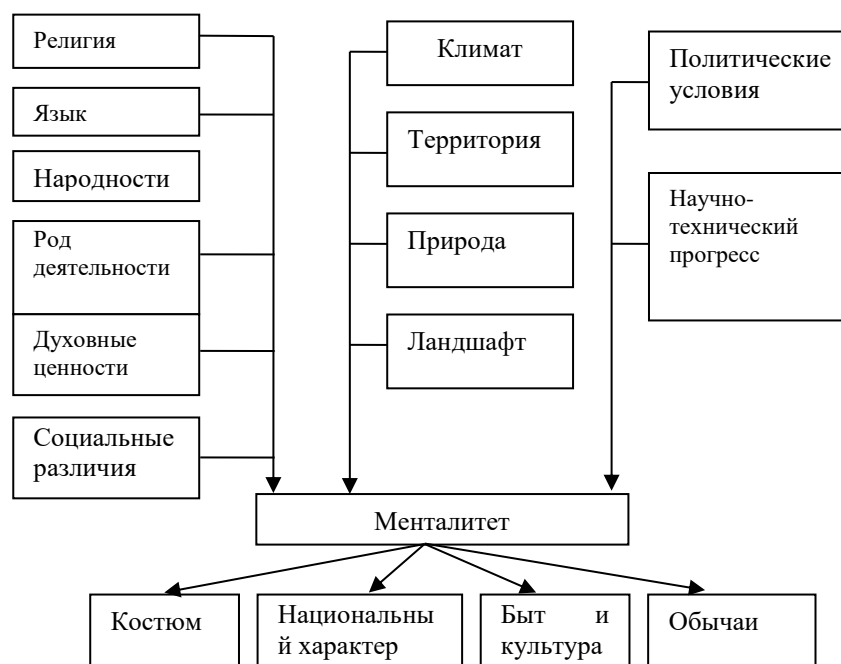 Религия
Язык
Народности
Род
деятельности
Духовные
ценности
Социальные
различия
Климат
Территория
Природа
Ландшафт
Политические
условия
Научно-
технический
прогресс
Менталитет
Костюм
Национальны
й характер
Быт и
культура
Обычаи